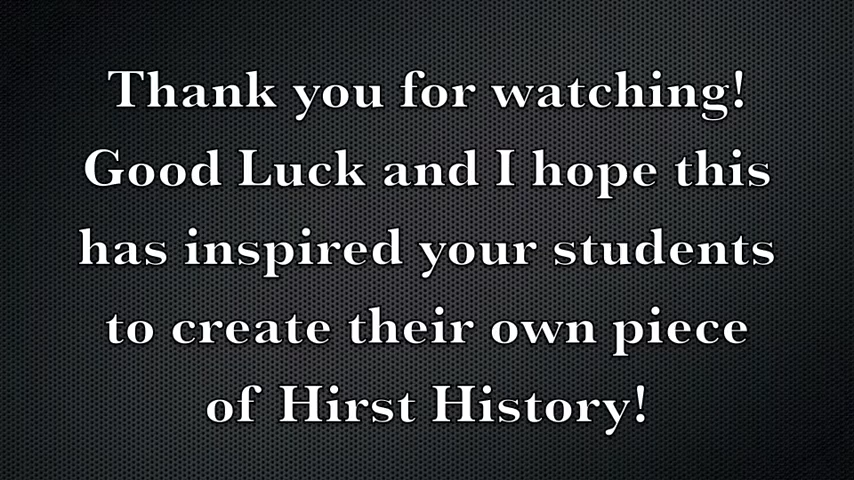 Thank you for watching!
Good Luck and I hope this
has inspired your students
to create their own piece
of Hirst History!